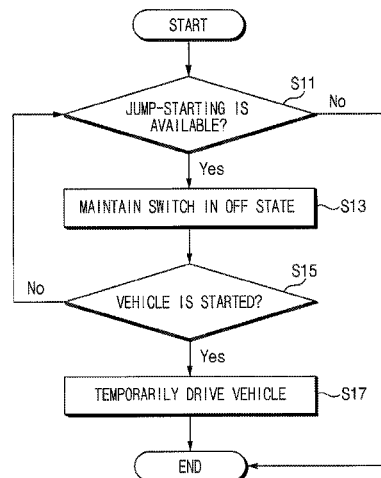 START
S11
JUMP-STARTING IS
AVAILABLE?
No
Yes
MAINTAIN SWITCH IN OFF STATE
S13
S15
No
VEHICLE IS STARTED?
Yes
TEMPORARILY DRIVE VEHICLE
S17
END